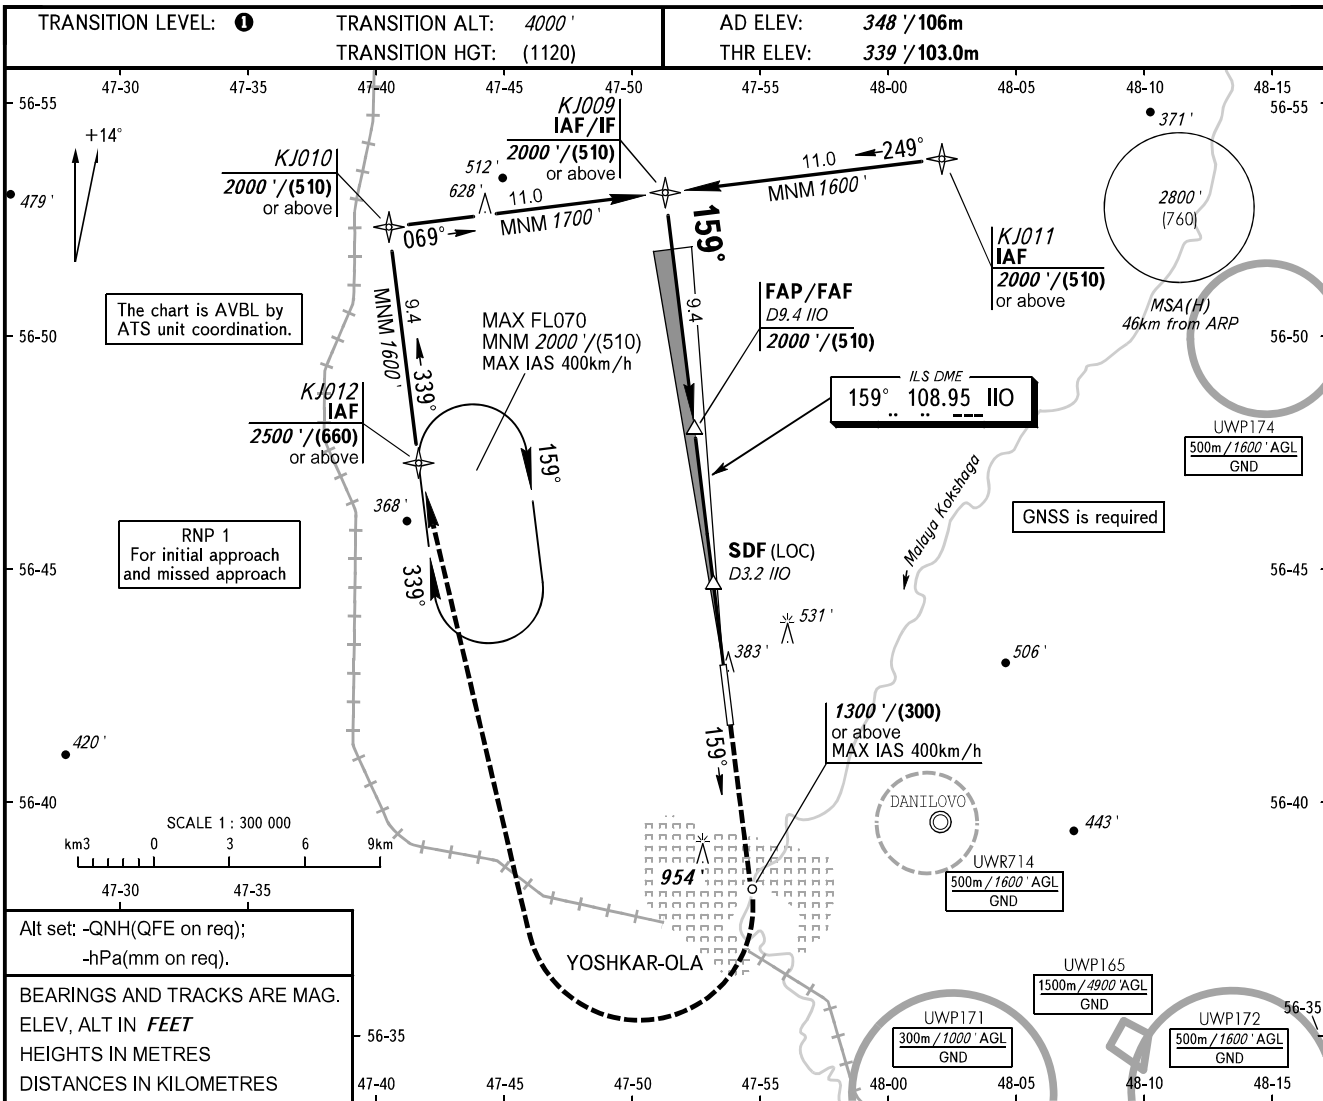 TRANSITION LEVEL: ❶
TRANSITION ALT: 4000 '
TRANSITION HGT: (1120)
AD ELEV: 348 '/106m
THR ELEV: 339 '/103.0m
47-30 47-35 47-40 47-45 47-50 47-55 48-00 48-05 48-10 48-15
56-55
56-55
+14°
479 '
KJ010
2000 '/(510)
or above
512 '
628 '
KJ009
IAF/IF
2000 '/(510)
or above
11.0
MNM 1700 '
069°
11.0
249°
MNM 1600 '
371 '
2800 '
(760)
MSA(H)
46km from ARP
KJ011
IAF
2000 '/(510)
or above
159°
9.4
The chart is AVBL by
ATS unit coordination.
9.4
MNM 1600 '
339°
MAX FL070
MNM 2000 '/(510)
MAX IAS 400km/h
FAP/FAF
D9.4 IIO
2000 '/(510)
56-50
56-50
ILS DME
159° 108.95 IIO
.. .. ___
KJ012
IAF
2500 '/(660)
or above
159°
UWP174
500m/1600 ' AGL
GND
368 '
RNP 1
For initial approach
and missed approach
339°
GNSS is required
Malaya Kokshaga
SDF (LOC)
D3.2 IIO
56-45
56-45
531 '
383 '
506 '
420 '
159°
1300 '/(300)
or above
MAX IAS 400km/h
56-40
56-40
DANILOVO
443 '
UWR714
500m/1600 ' AGL
GND
SCALE 1 : 300 000
km3 0 3 6 9km
47-30 47-35
954 '
YOSHKAR-OLA
Alt set: -QNH(QFE on req);
-hPa(mm on req).
BEARINGS AND TRACKS ARE MAG.
ELEV, ALT IN FEET
HEIGHTS IN METRES
DISTANCES IN KILOMETRES
UWP165
1500m/4900 'AGL
GND
UWP171
300m/1000 ' AGL
GND
UWP172
500m/1600 ' AGL
GND
56-35
56-35
47-40 47-45 47-50 47-55 48-00 48-05 48-10 48-15